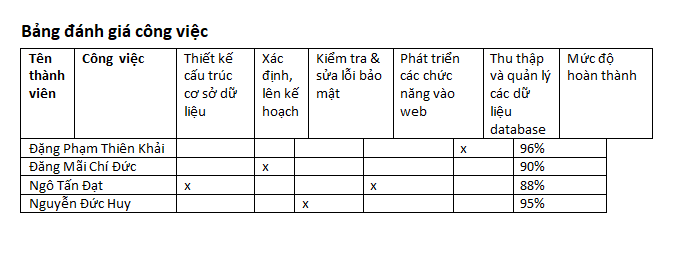 Bảng đánh giá công việc
Tên thành viên Công việc Thiết kế cấu trúc cơ sở dữ liệu Xác định, lên kế hoạch Kiểm tra & sửa lỗi bảo mật Phát triển các chức năng vào web Thu thập và quản lý các dữ liệu database Mức độ hoàn thành
Đặng Phạm Thiên Khải x 96%
Đăng Mãi Chí Đức x 90%
Ngô Tấn Đạt x x 88%
Nguyễn Đức Huy x 95%